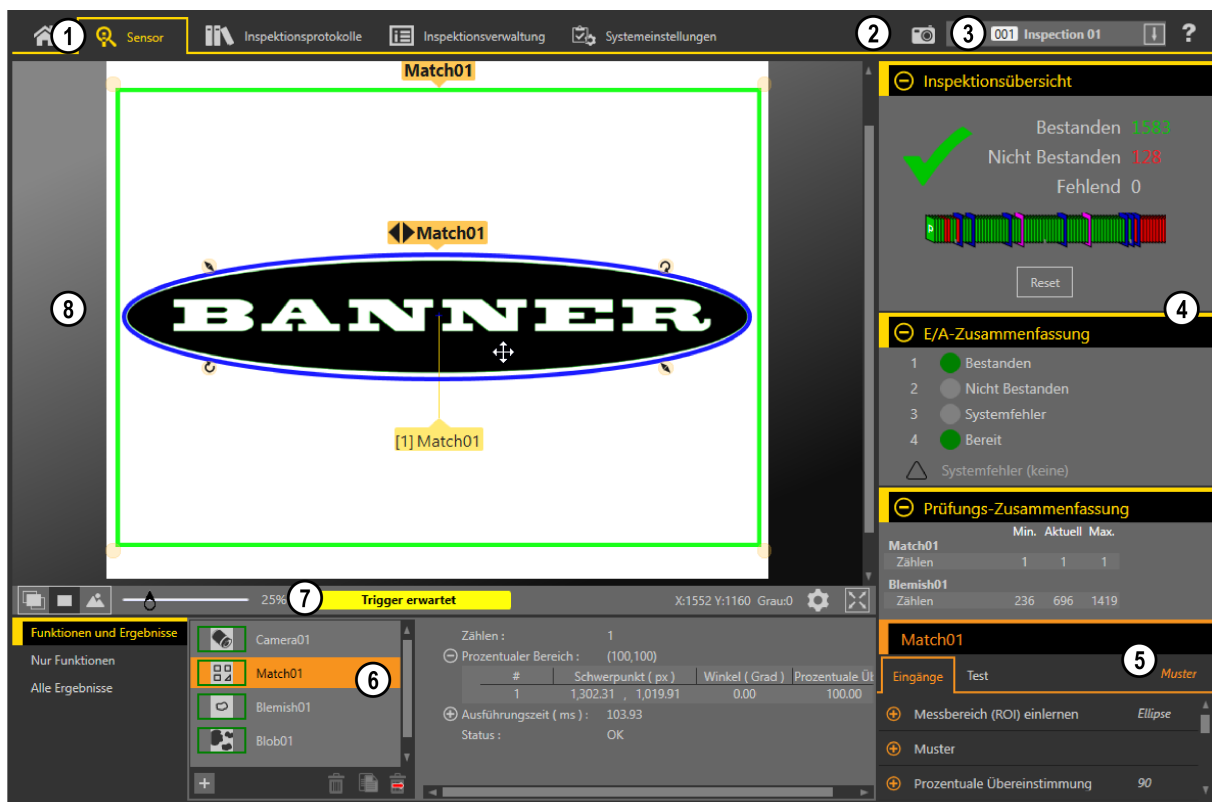 1 Sensor Inspektionsprotokolle Inspektionsverwaltung Systemeinstellungen 2 3 001 Inspection 01 ?
Match01
Match01
BANNER
[1] Match01
8
25% 7 Trigger erwartet X:1552 Y:1160 Grau:0
Inspektionsübersicht
Bestanden 1583
Nicht Bestanden 128
Fehlend 0
Reset
4
E/A-Zusammenfassung
1 Bestanden
2 Nicht Bestanden
3 Systemfehler
4 Bereit
Systemfehler (keine)
Prüfungs-Zusammenfassung
Min. Aktuell Max.
Match01
Zählen 1 1 1
Blemish01
Zählen 236 696 1419
Funktionen und Ergebnisse
Nur Funktionen
Alle Ergebnisse
Camera01
Match01 6
Blemish01
Blob01
+
Zählen : 1
Prozentualer Bereich : (100,100)
# Schwerpunkt ( px ) Winkel ( Grad ) Prozentuale Üb
1 1,302.31 , 1,019.91 0.00 100.00
Ausführungszeit ( ms ) : 103.93
Status : OK
Match01
5
Eingänge Test Muster
Messbereich (ROI) einlernen Ellipse
Muster
Prozentuale Übereinstimmung 90